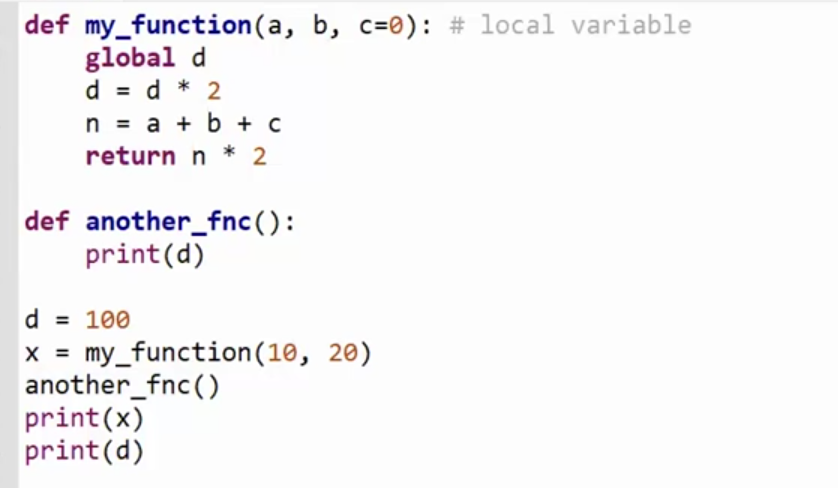 def my_function(a, b, c=0): # local variable
    global d
    d = d * 2
    n = a + b + c
    return n * 2

def another_fnc():
    print(d)

d = 100
x = my_function(10, 20)
another_fnc()
print(x)
print(d)